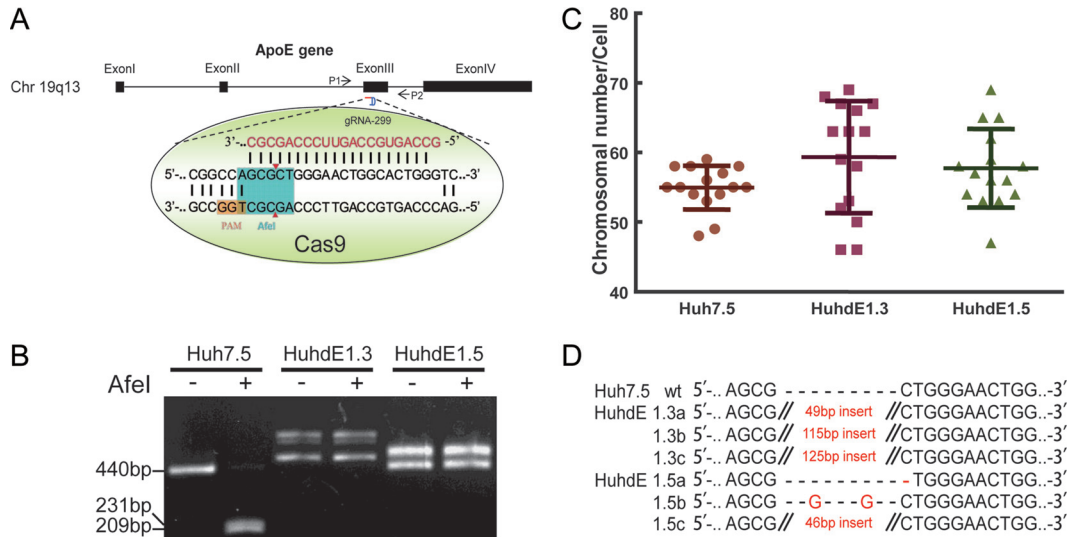 A
ApoE gene
Chr 19q13
ExonI
ExonII
P1
ExonIII
P2
ExonIV
gRNA-299
3'-..CGCGACCCUUGACCGUGACCG -5'
5'-.. CGGCC AGCGCTGGGAACTGGCACTGGGTC..-3'
3'-.. GCCGGTCGCGACCCTTGACCGTGACCCAG..-5'
PAM
AfeI
Cas9
B
Huh7.5
HuhdE1.3
HuhdE1.5
AfeI
- + - + - +
440bp
231bp
209bp
C
Chromosomal number/Cell
80
70
60
50
40
Huh7.5
HuhdE1.3
HuhdE1.5
D
Huh7.5 wt 5'-.. AGCG - - - - - - - - - - CTGGGAACTGG..-3'
HuhdE 1.3a 5'-.. AGCG// 49bp insert //CTGGGAACTGG..-3'
1.3b 5'-.. AGCG// 115bp insert //CTGGGAACTGG..-3'
1.3c 5'-.. AGCG// 125bp insert //CTGGGAACTGG..-3'
HuhdE 1.5a 5'-.. AGCG - - - - - - - - - - -TGGGAACTGG..-3'
1.5b 5'-.. AGCG - -G- - -G- - CTGGGAACTGG..-3'
1.5c 5'-.. AGCG// 46bp insert //CTGGGAACTGG..-3'